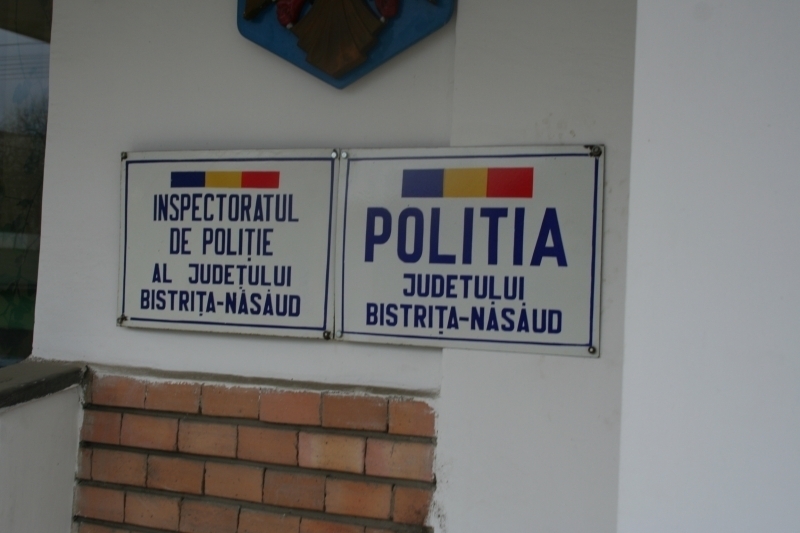 INSPECTORATUL
DE POLIȚIE
AL JUDEȚULUI
BISTRIȚA-NĂSĂUD
POLITIA
JUDETULUI
BISTRIȚA-NĂSĂUD